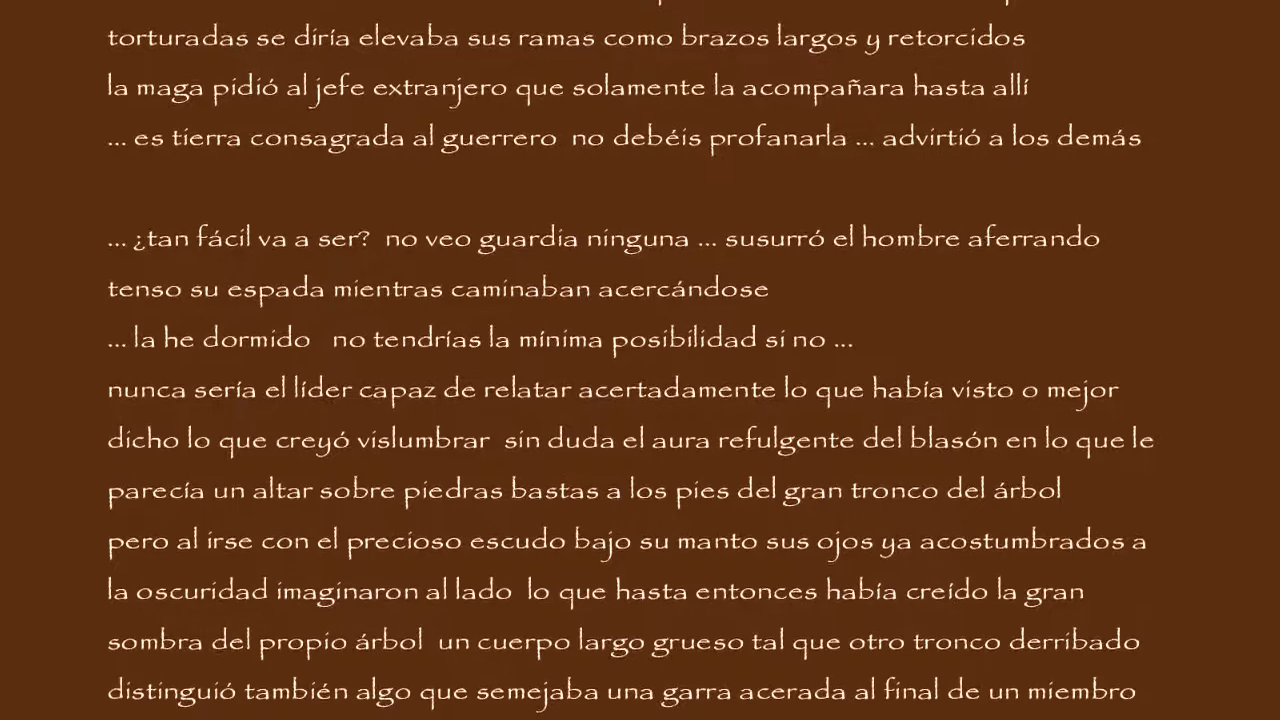 torturadas se diría elevaba sus ramas como brazos largos y retorcidos
la maga pidió al jefe extranjero que solamente la acompañara hasta allí
... es tierra consagrada al guerrero  no debéis profanarla ... advirtió a los demás
... ¿tan fácil va a ser?  no veo guardia ninguna ... susurró el hombre aferrando
tenso su espada mientras caminaban acercándose
... la he dormido   no tendrías la mínima posibilidad si no ...
nunca sería el líder capaz de relatar acertadamente lo que había visto o mejor
dicho lo que creyó vislumbrar  sin duda el aura refulgente del blasón en lo que le
parecía un altar sobre piedras bastas a los pies del gran tronco del árbol
pero al irse con el precioso escudo bajo su manto sus ojos ya acostumbrados a
la oscuridad imaginaron al lado  lo que hasta entonces había creído la gran
sombra del propio árbol  un cuerpo largo grueso tal que otro tronco derribado
distinguió también algo que semejaba una garra acerada al final de un miembro